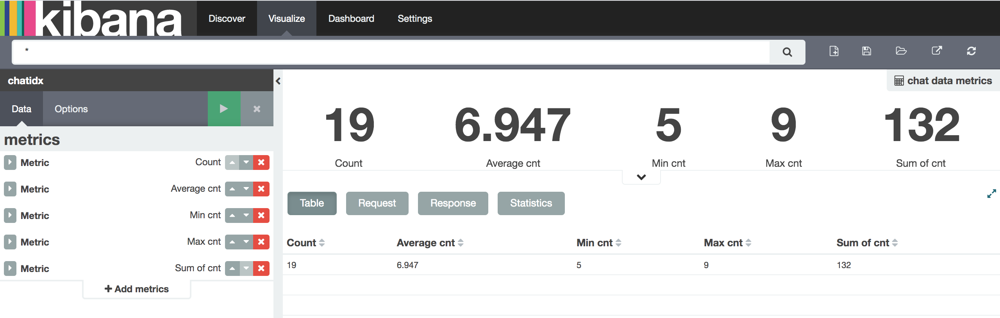 kibana Discover Visualize Dashboard Settings
*
chatidx
chat data metrics
Data Options
metrics
Metric Count
Metric Average cnt
Metric Min cnt
Metric Max cnt
Metric Sum of cnt
Add metrics
19 6.947 5 9 132
Count Average cnt Min cnt Max cnt Sum of cnt
Table Request Response Statistics
Count Average cnt Min cnt Max cnt Sum of cnt
19 6.947 5 9 132